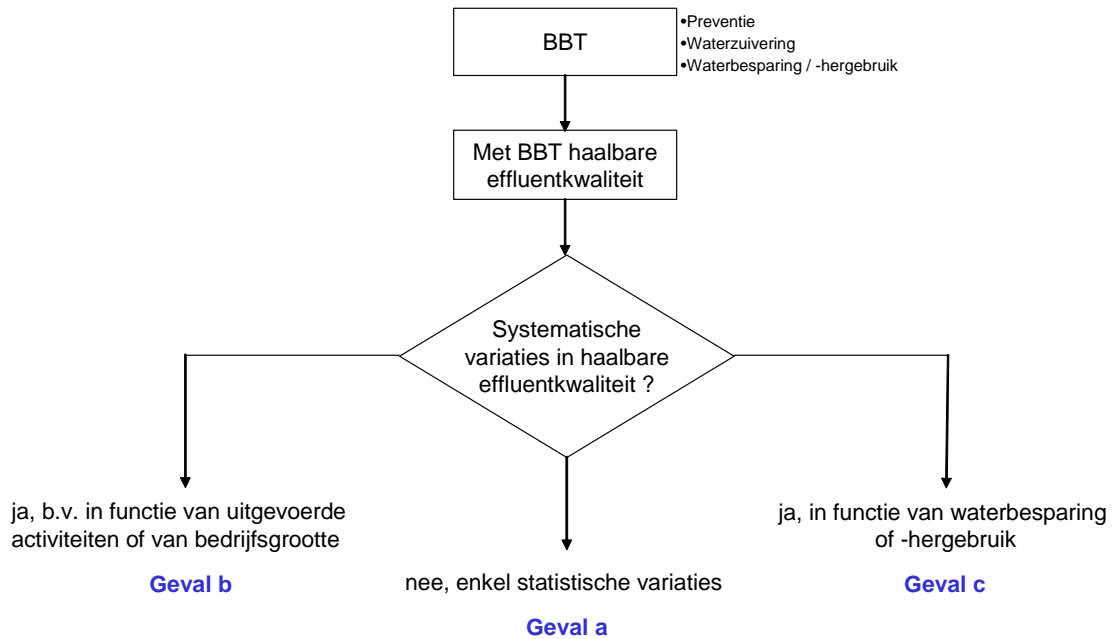 BBT
•Preventie
•Waterzuivering
•Waterbesparing / -hergebruik
Met BBT haalbare
effluentkwaliteit
Systematische
variaties in haalbare
effluentkwaliteit ?
ja, b.v. in functie van uitgevoerde
activiteiten of van bedrijfsgrootte
Geval b
nee, enkel statistische variaties
Geval a
ja, in functie van waterbesparing
of -hergebruik
Geval c